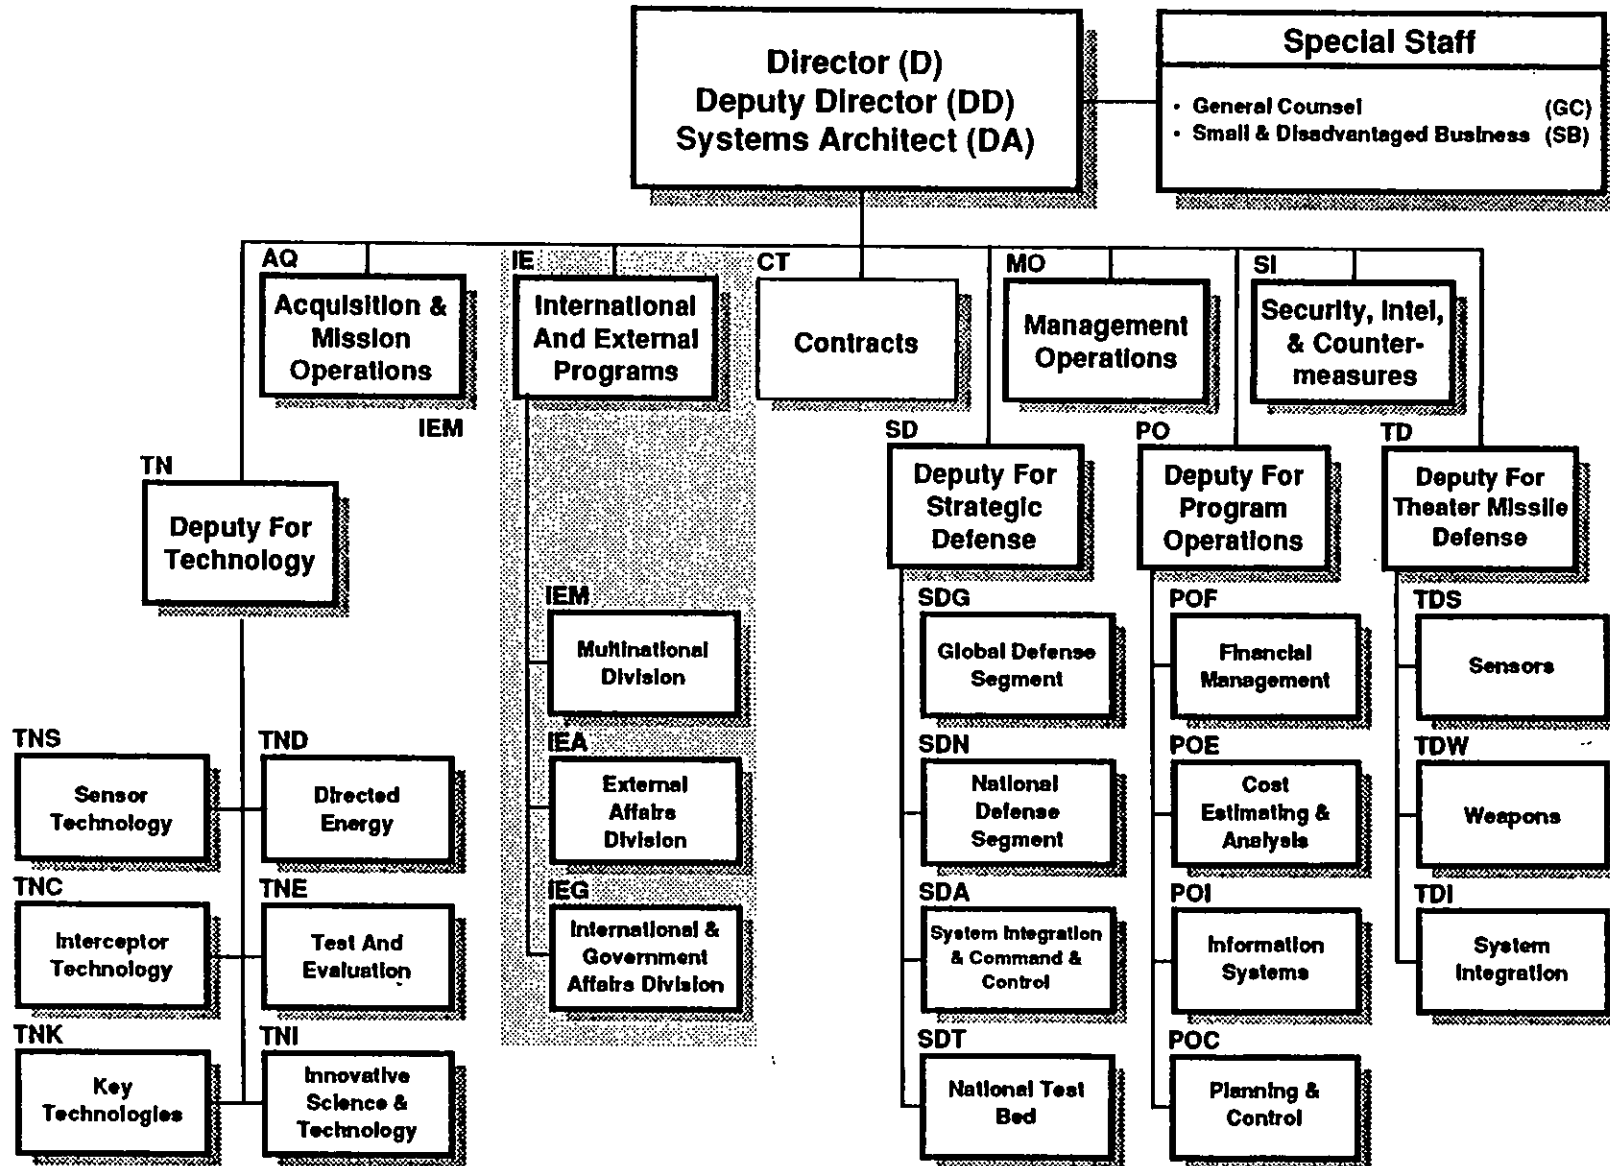 Director (D)
Deputy Director (DD)
Systems Architect (DA)
Special Staff
• General Counsel (GC)
• Small & Disadvantaged Business (SB)
AQ
Acquisition &
Mission
Operations
IEM
IE
International
And External
Programs
CT
Contracts
MO
Management
Operations
SI
Security, Intel,
& Counter-
measures
TN
Deputy For
Technology
SD
Deputy For
Strategic
Defense
PO
Deputy For
Program
Operations
TD
Deputy For
Theater Missile
Defense
TNS
Sensor
Technology
TND
Directed
Energy
TNC
Interceptor
Technology
TNE
Test And
Evaluation
TNK
Key
Technologies
TNI
Innovative
Science &
Technology
IEM
Multinational
Division
IEA
External
Affairs
Division
IEG
International &
Government
Affairs Division
SDG
Global Defense
Segment
SDN
National
Defense
Segment
SDA
System Integration
& Command &
Control
SDT
National Test
Bed
POF
Financial
Management
POE
Cost
Estimating &
Analysis
POI
Information
Systems
POC
Planning &
Control
TDS
Sensors
TDW
Weapons
TDI
System
Integration